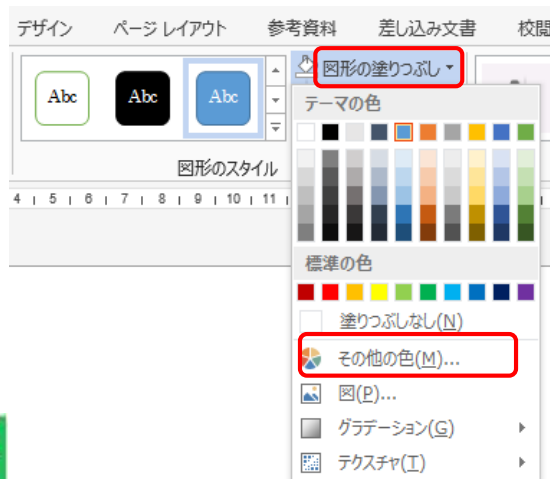 デザイン ページ レイアウト 参考資料 差し込み文書 校閲
Abc Abc Abc
図形の塗りつぶし
テーマの色
図形のスタイル
4 5 6 7 8 9 10 11
標準の色
塗りつぶしなし(N)
その他の色(M)...
図(P)...
グラデーション(G)
テクスチャ(T)